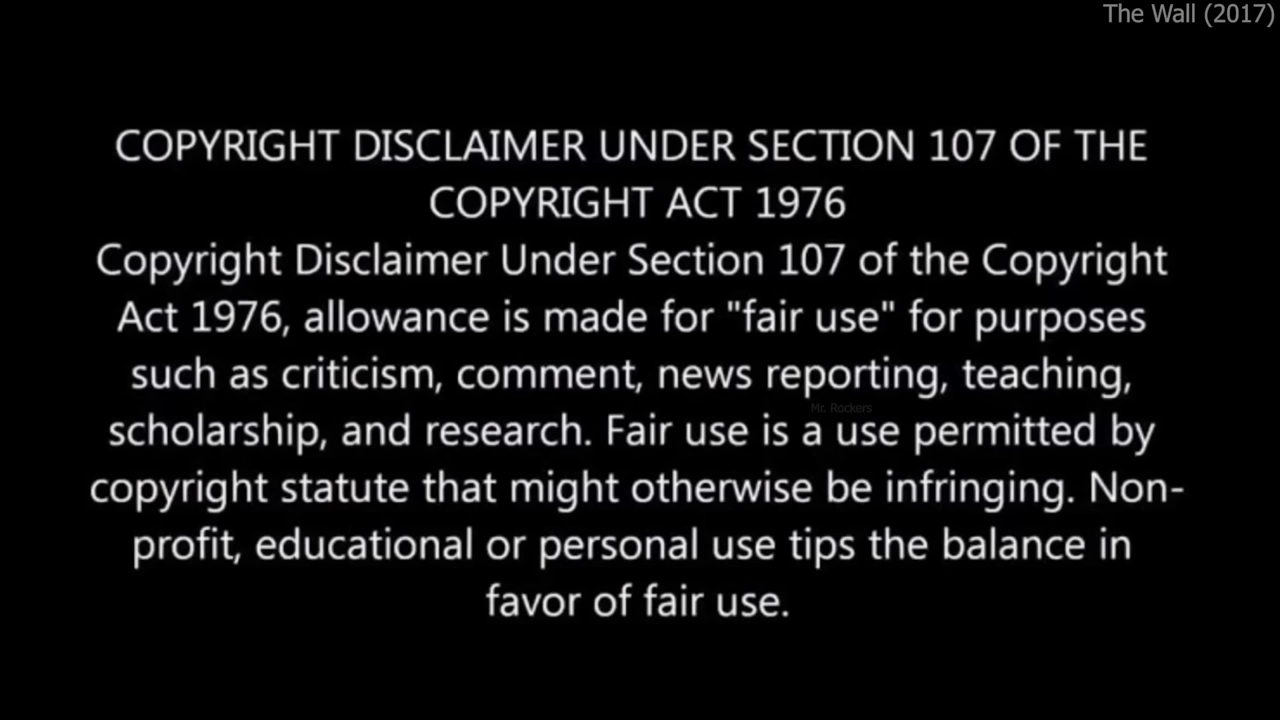 The Wall (2017)
COPYRIGHT DISCLAIMER UNDER SECTION 107 OF THE
COPYRIGHT ACT 1976
Copyright Disclaimer Under Section 107 of the Copyright
Act 1976, allowance is made for "fair use" for purposes
such as criticism, comment, news reporting, teaching,
Mr. Rockers
scholarship, and research. Fair use is a use permitted by
copyright statute that might otherwise be infringing. Non-
profit, educational or personal use tips the balance in
favor of fair use.